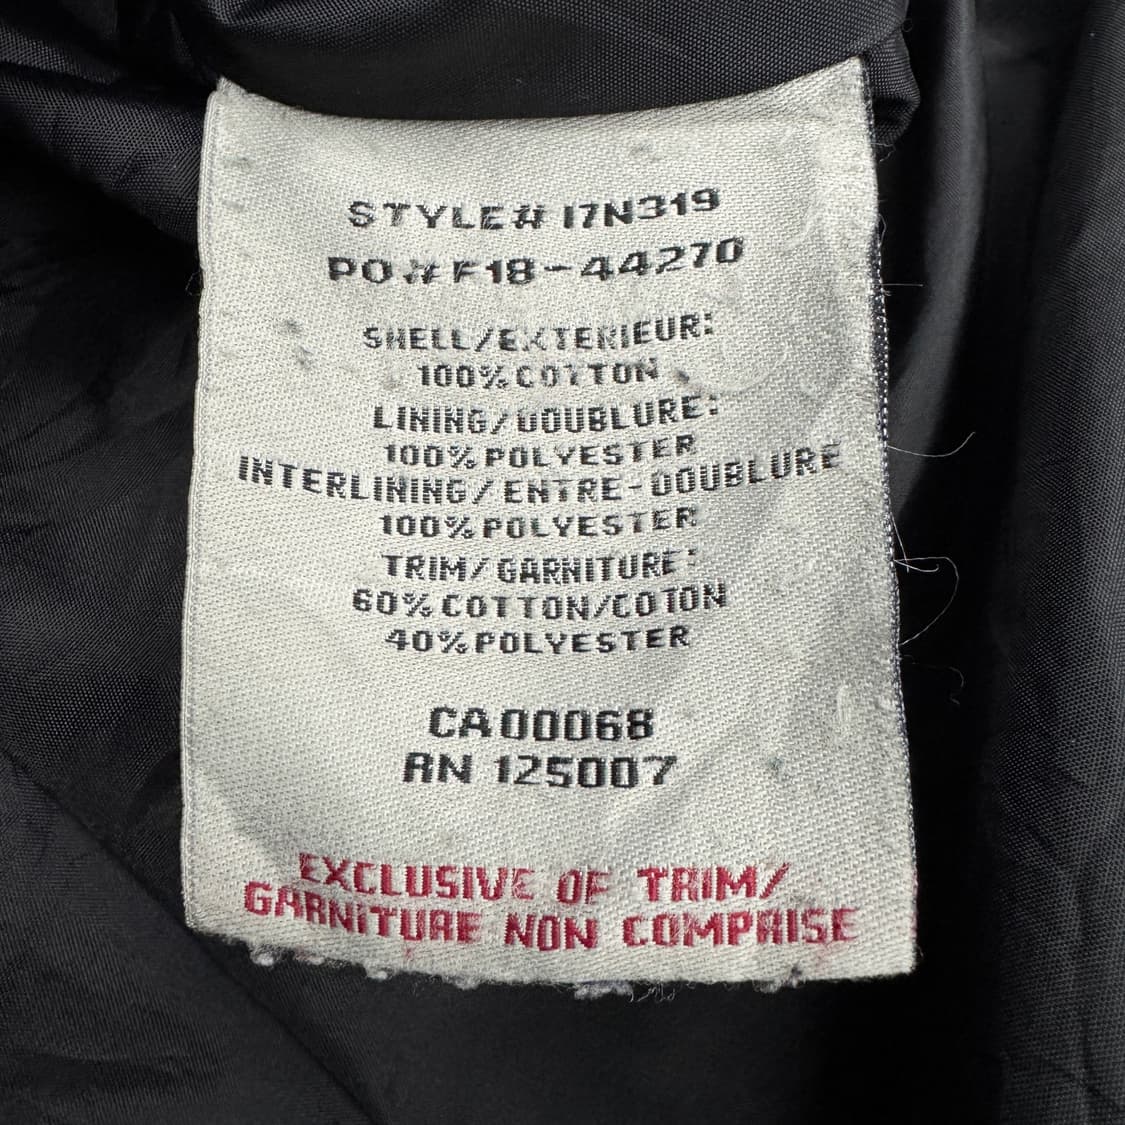 STYLE# 17N319
PO# F18-44270
SHELL/EXTERIEUR:
100% COTTON
LINING/DOUBLURE:
100% POLYESTER
INTERLINING/ENTRE-DOUBLURE
100% POLYESTER
TRIM/GARNITURE:
60% COTTON/COTON
40% POLYESTER
CA00068
RN 125007
EXCLUSIVE OF TRIM/
GARNITURE NON COMPRISE